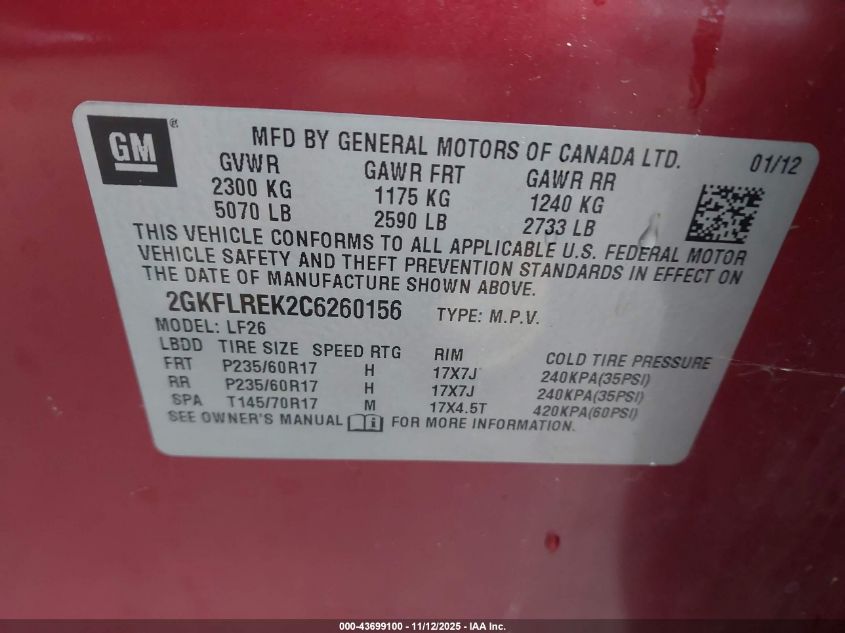 GM®
MFD BY GENERAL MOTORS OF CANADA LTD. 01/12
GVWR GAWR FRT GAWR RR
2300 KG 1175 KG 1240 KG
5070 LB 2590 LB 2733 LB
THIS VEHICLE CONFORMS TO ALL APPLICABLE U.S. FEDERAL MOTOR
VEHICLE SAFETY AND THEFT PREVENTION STANDARDS IN EFFECT ON
THE DATE OF MANUFACTURE SHOWN ABOVE.
2GKFLREK2C6260156 TYPE: M.P.V.
MODEL: LF26
LBDD TIRE SIZE SPEED RTG RIM COLD TIRE PRESSURE
FRT P235/60R17 H 17X7J 240KPA(35PSI)
RR P235/60R17 H 17X7J 240KPA(35PSI)
SPA T145/70R17 M 17X4.5T 420KPA(60PSI)
SEE OWNER'S MANUAL FOR MORE INFORMATION.
000-43699100 - 11/12/2025 - IAA Inc.